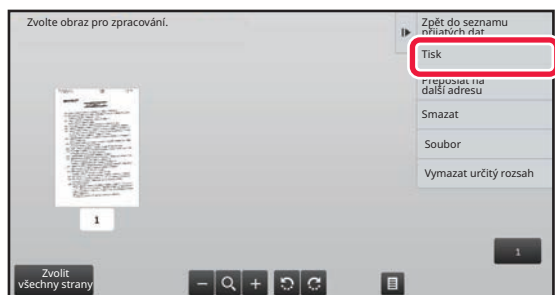 Zvolte obraz pro zpracování.
Zpět do seznamu
přijatých dat
Tisk
Přeposlat na
další adresu
Smazat
Soubor
Vymazat určitý rozsah
1
1
Zvolit
všechny strany